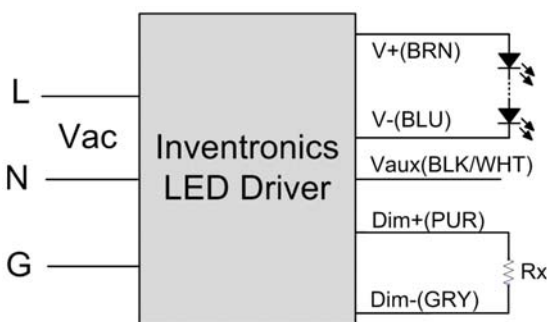 L
Vac
N
G
Inventronics
LED Driver
V+(BRN)
V-(BLU)
Vaux(BLK/WHT)
Dim+(PUR)
Rx
Dim-(GRY)